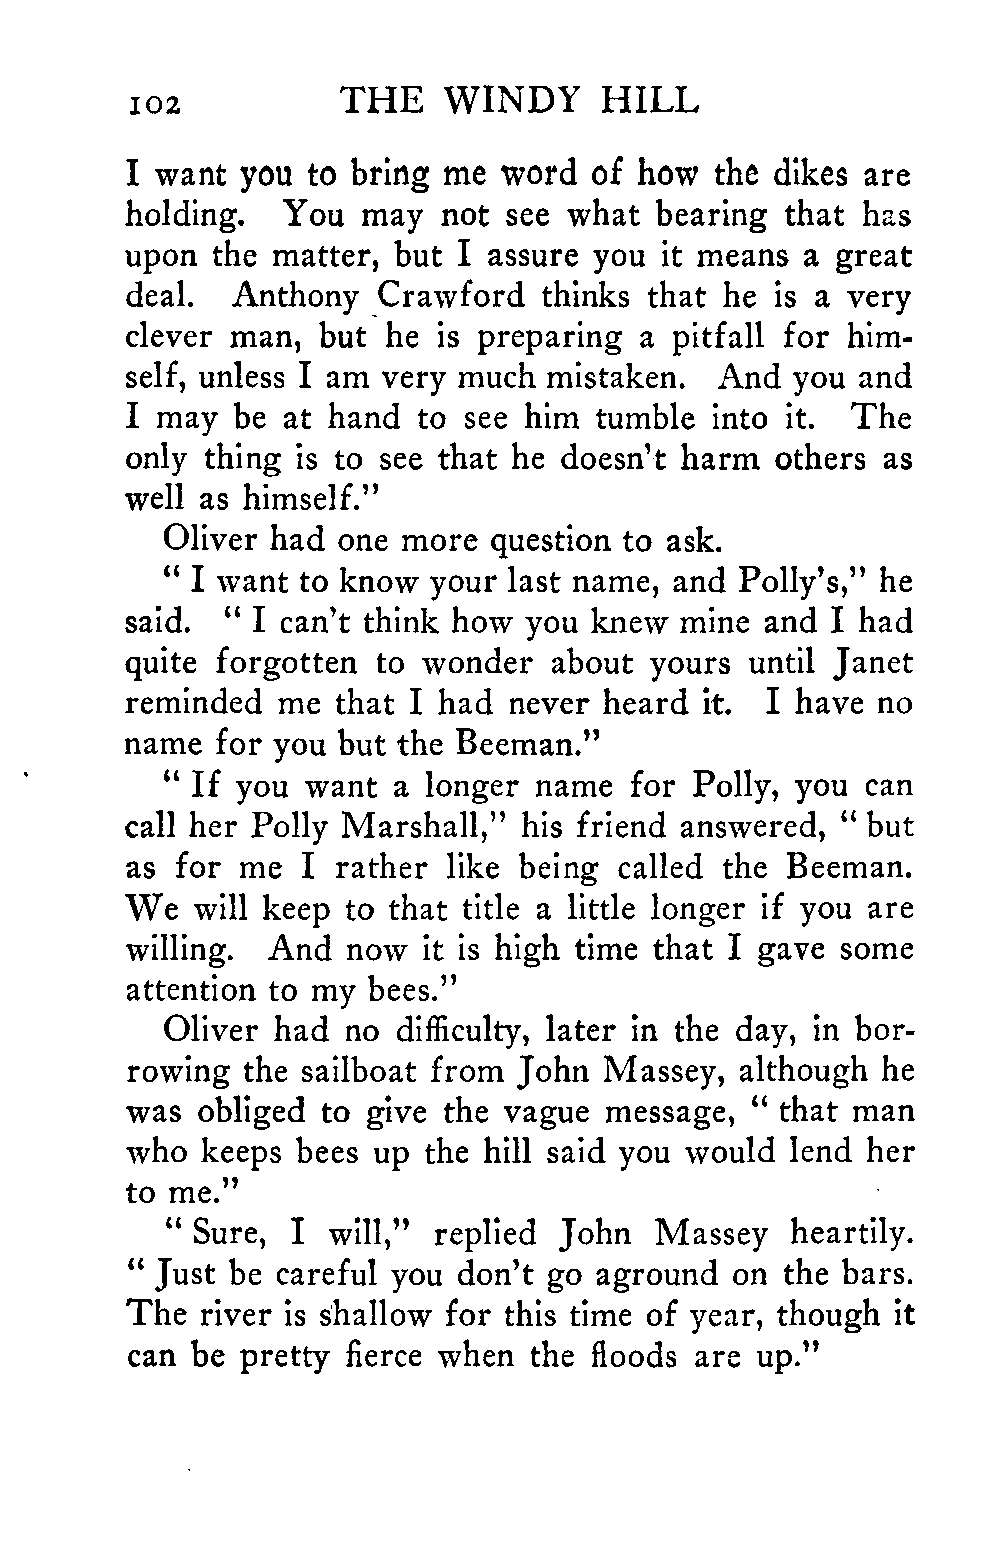 102 THE WINDY HILL
I want you to bring me word of how the dikes are
holding. You may not see what bearing that has
upon the matter, but I assure you it means a great
deal. Anthony Crawford thinks that he is a very
clever man, but he is preparing a pitfall for him-
self, unless I am very much mistaken. And you and
I may be at hand to see him tumble into it. The
only thing is to see that he doesn't harm others as
well as himself."
Oliver had one more question to ask.
" I want to know your last name, and Polly's," he
said. " I can't think how you knew mine and I had
quite forgotten to wonder about yours until Janet
reminded me that I had never heard it. I have no
name for you but the Beeman."
" If you want a longer name for Polly, you can
call her Polly Marshall," his friend answered, " but
as for me I rather like being called the Beeman.
We will keep to that title a little longer if you are
willing. And now it is high time that I gave some
attention to my bees."
Oliver had no difficulty, later in the day, in bor-
rowing the sailboat from John Massey, although he
was obliged to give the vague message, " that man
who keeps bees up the hill said you would lend her
to me."
" Sure, I will," replied John Massey heartily.
" Just be careful you don't go aground on the bars.
The river is shallow for this time of year, though it
can be pretty fierce when the floods are up."